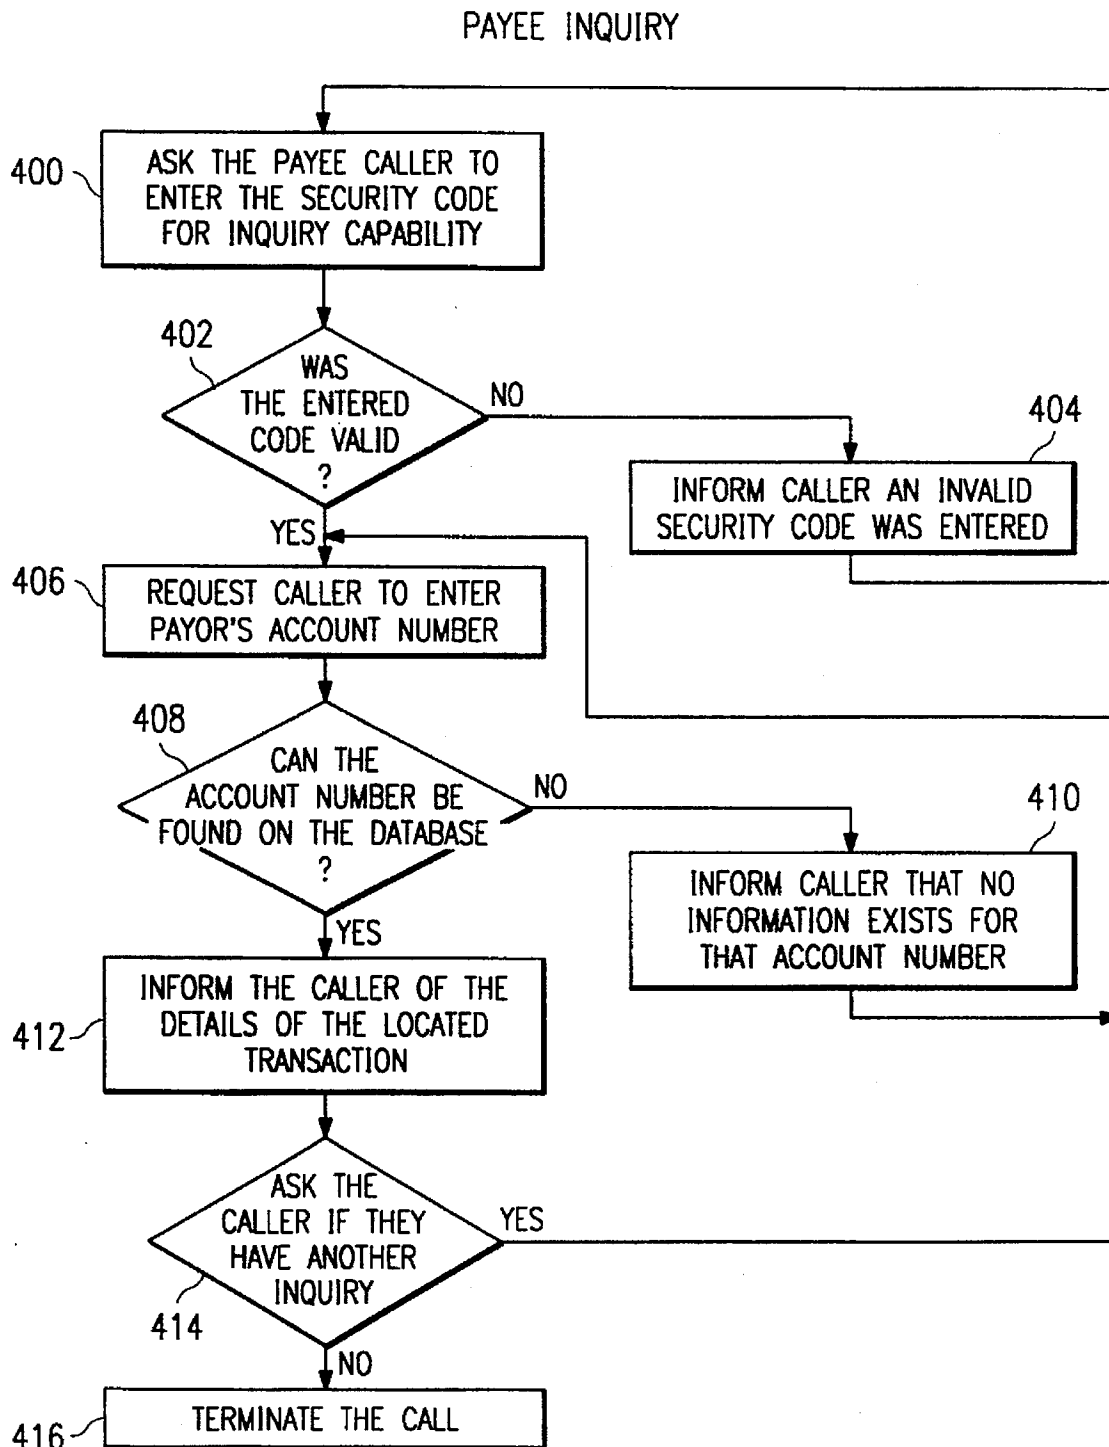 PAYEE INQUIRY
400
ASK THE PAYEE CALLER TO
ENTER THE SECURITY CODE
FOR INQUIRY CAPABILITY
402
WAS
THE ENTERED
CODE VALID
?
NO
404
INFORM CALLER AN INVALID
SECURITY CODE WAS ENTERED
YES
406
REQUEST CALLER TO ENTER
PAYOR'S ACCOUNT NUMBER
408
CAN THE
ACCOUNT NUMBER BE
FOUND ON THE DATABASE
?
NO
410
INFORM CALLER THAT NO
INFORMATION EXISTS FOR
THAT ACCOUNT NUMBER
YES
412
INFORM THE CALLER OF THE
DETAILS OF THE LOCATED
TRANSACTION
ASK THE
CALLER IF THEY
HAVE ANOTHER
INQUIRY
YES
414
NO
416
TERMINATE THE CALL